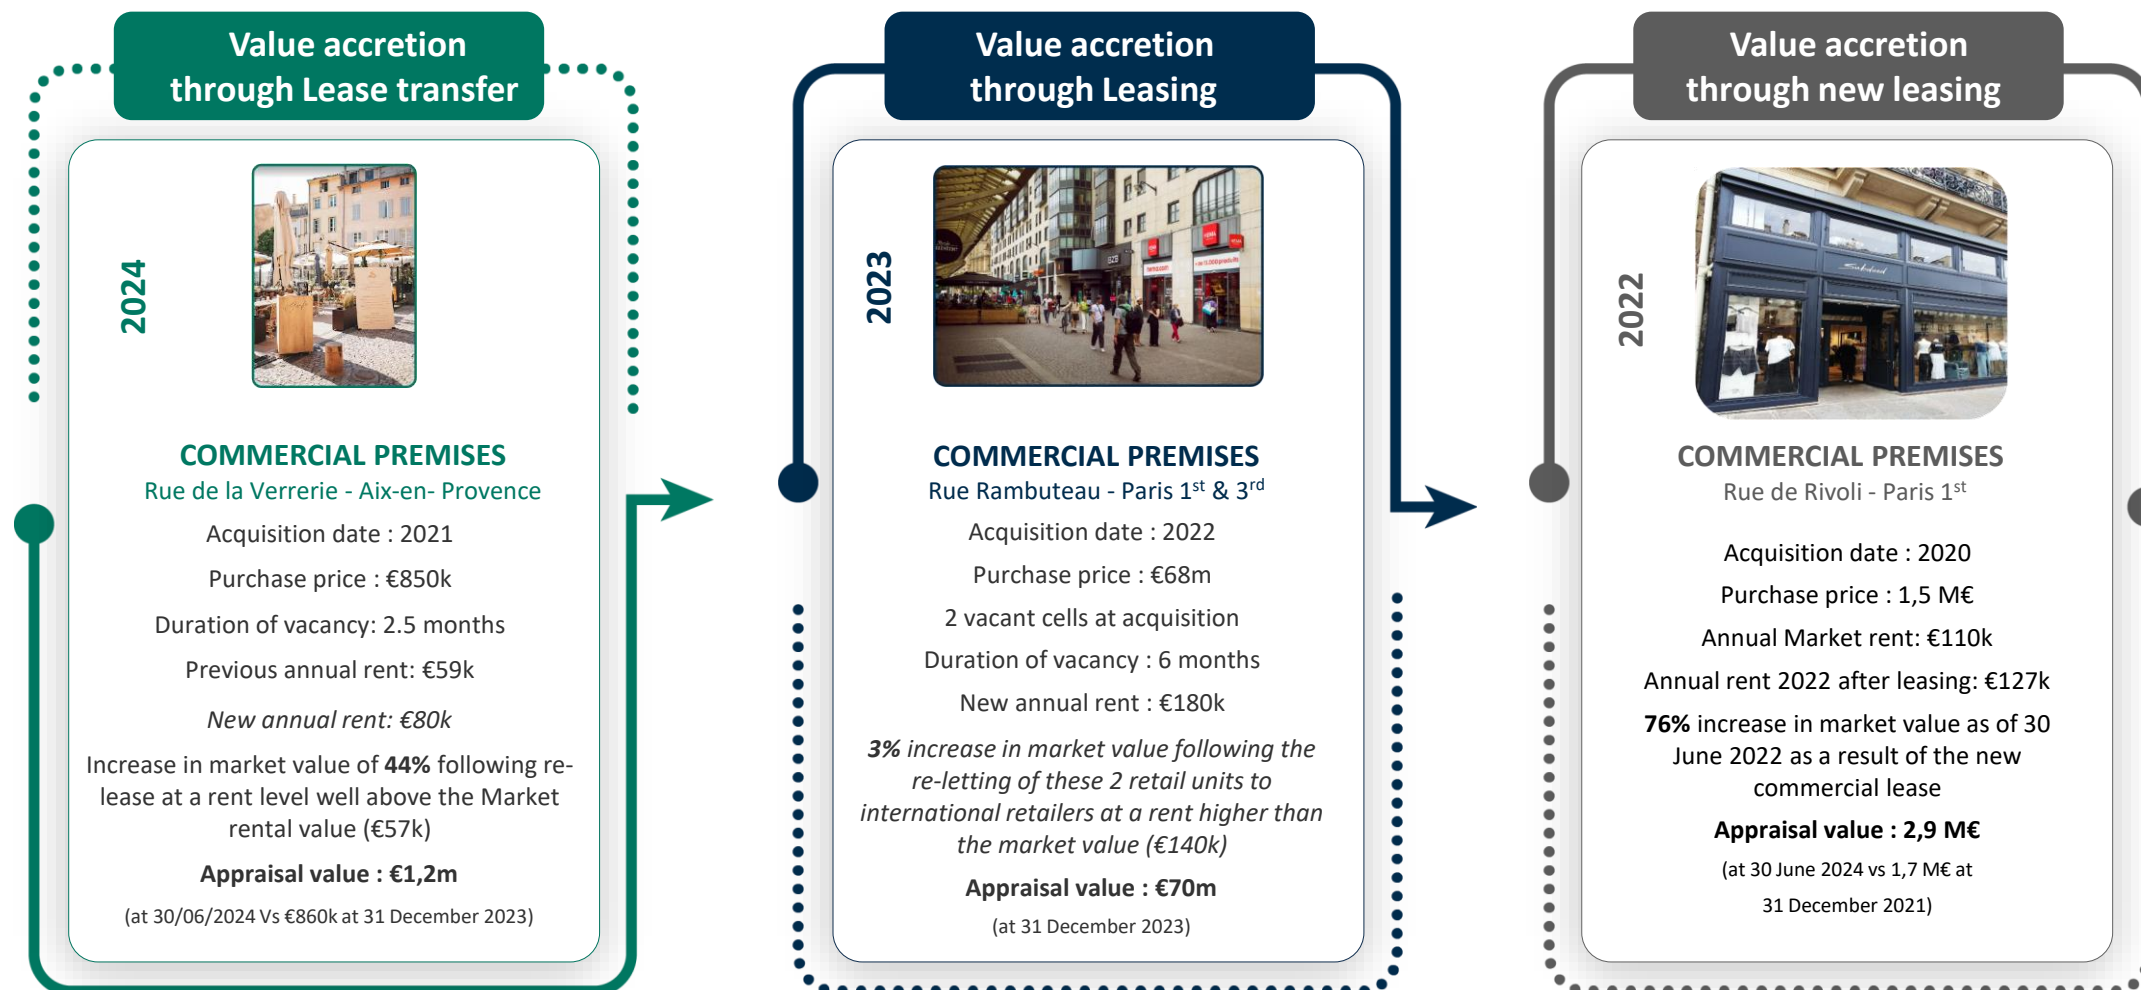 Value accretion
through Lease transfer
2024
COMMERCIAL PREMISES
Rue de la Verrerie - Aix-en- Provence
Acquisition date : 2021
Purchase price : €850k
Duration of vacancy: 2.5 months
Previous annual rent: €59k
New annual rent: €80k
Increase in market value of 44% following re-
lease at a rent level well above the Market
rental value (€57k)
Appraisal value : €1,2m
(at 30/06/2024 Vs €860k at 31 December 2023)
Value accretion
through Leasing
2023
BZB
COMMERCIAL PREMISES
Rue Rambuteau - Paris 1st & 3rd
Acquisition date : 2022
Purchase price : €68m
2 vacant cells at acquisition
Duration of vacancy : 6 months
New annual rent : €180k
3% increase in market value following the
re-letting of these 2 retail units to
international retailers at a rent higher than
the market value (€140k)
Appraisal value : €70m
(at 31 December 2023)
Value accretion
through new leasing
2022
COMMERCIAL PREMISES
Rue de Rivoli - Paris 1st
Acquisition date : 2020
Purchase price : 1,5 M€
Annual Market rent: €110k
Annual rent 2022 after leasing: €127k
76% increase in market value as of 30
June 2022 as a result of the new
commercial lease
Appraisal value : 2,9 M€
(at 30 June 2024 vs 1,7 M€ at
31 December 2021)